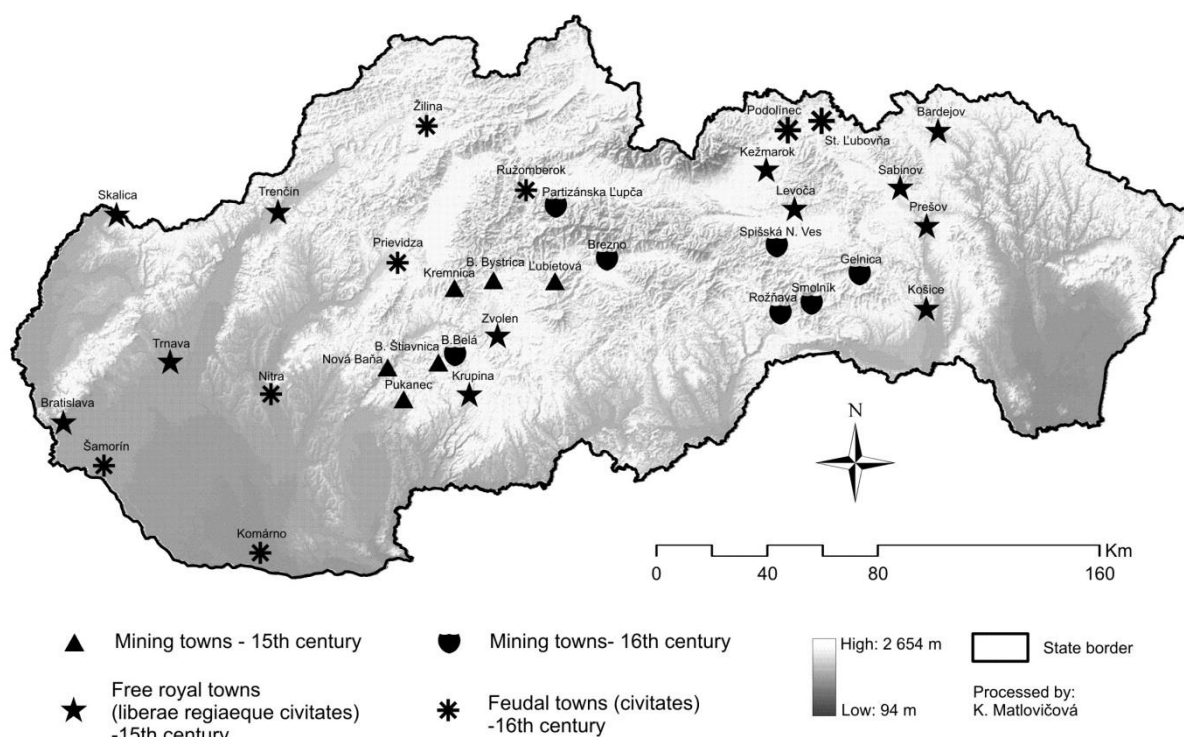 Žilina
Podolínec
St. Ľubovňa
Bardejov
Kežmarok
Ružomberok
Partizánska Ľupča
Sabinov
Skalica
Trenčín
Levoča
Prešov
Spišská N. Ves
Prievidza
Brezno
B. Bystrica
Ľubietová
Gelnica
Kremnica
Smolník
Rožňava
Košice
Zvolen
Trnava
B. Štiavnica
B.Belá
Nová Baňa
Nitra
Pukanec
Krupina
Bratislava
Šamorín
N
Komárno
Km
0 40 80 160
Mining towns - 15th century
Mining towns- 16th century
High: 2 654 m
Low: 94 m
State border
Free royal towns
(liberae regiaeque civitates)
-15th century
Feudal towns (civitates)
-16th century
Processed by:
K. Matlovičová